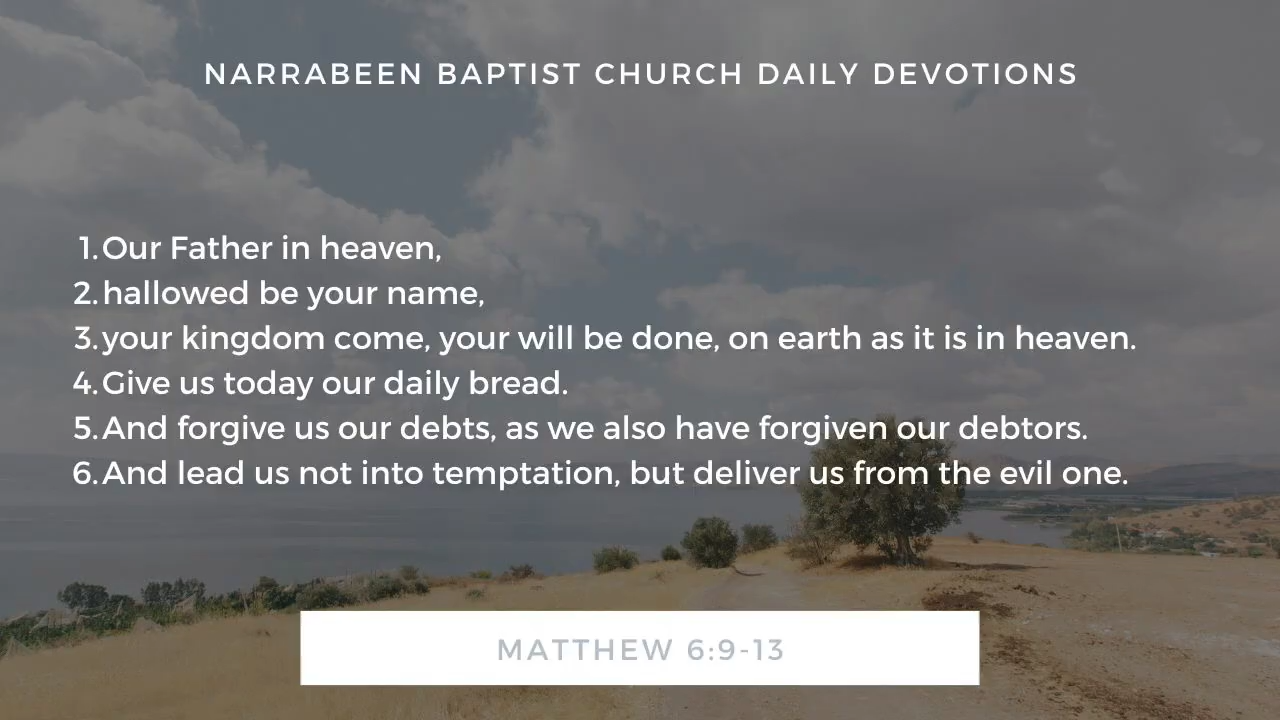 NARRABEEN BAPTIST CHURCH DAILY DEVOTIONS
1. Our Father in heaven,
2. hallowed be your name,
3. your kingdom come, your will be done, on earth as it is in heaven.
4. Give us today our daily bread.
5. And forgive us our debts, as we also have forgiven our debtors.
6. And lead us not into temptation, but deliver us from the evil one.
MATTHEW 6:9-13